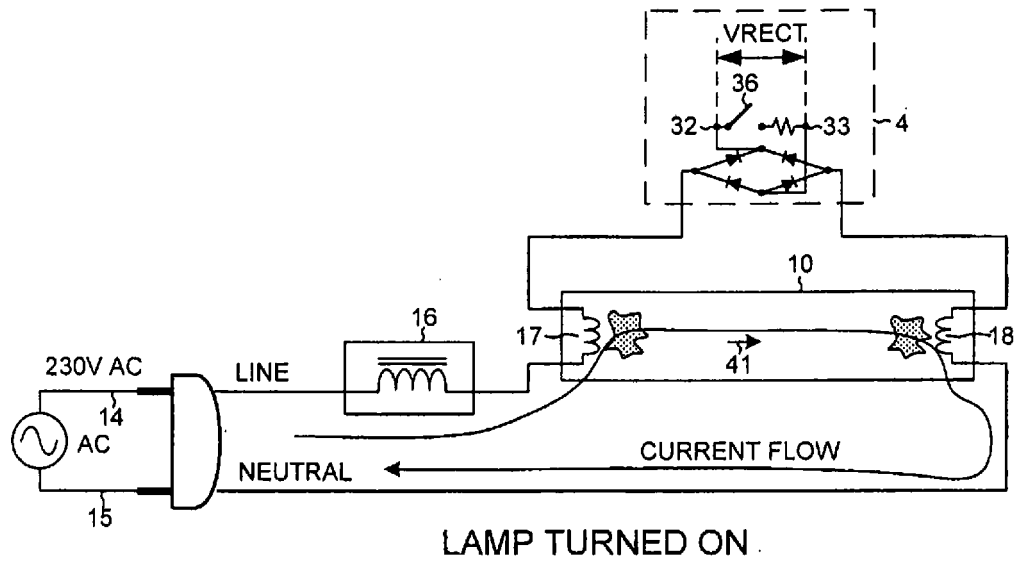 VRECT
36
32
33
4
10
16
17
18
41
230V AC
LINE
14
AC
CURRENT FLOW
NEUTRAL
15
LAMP TURNED ON